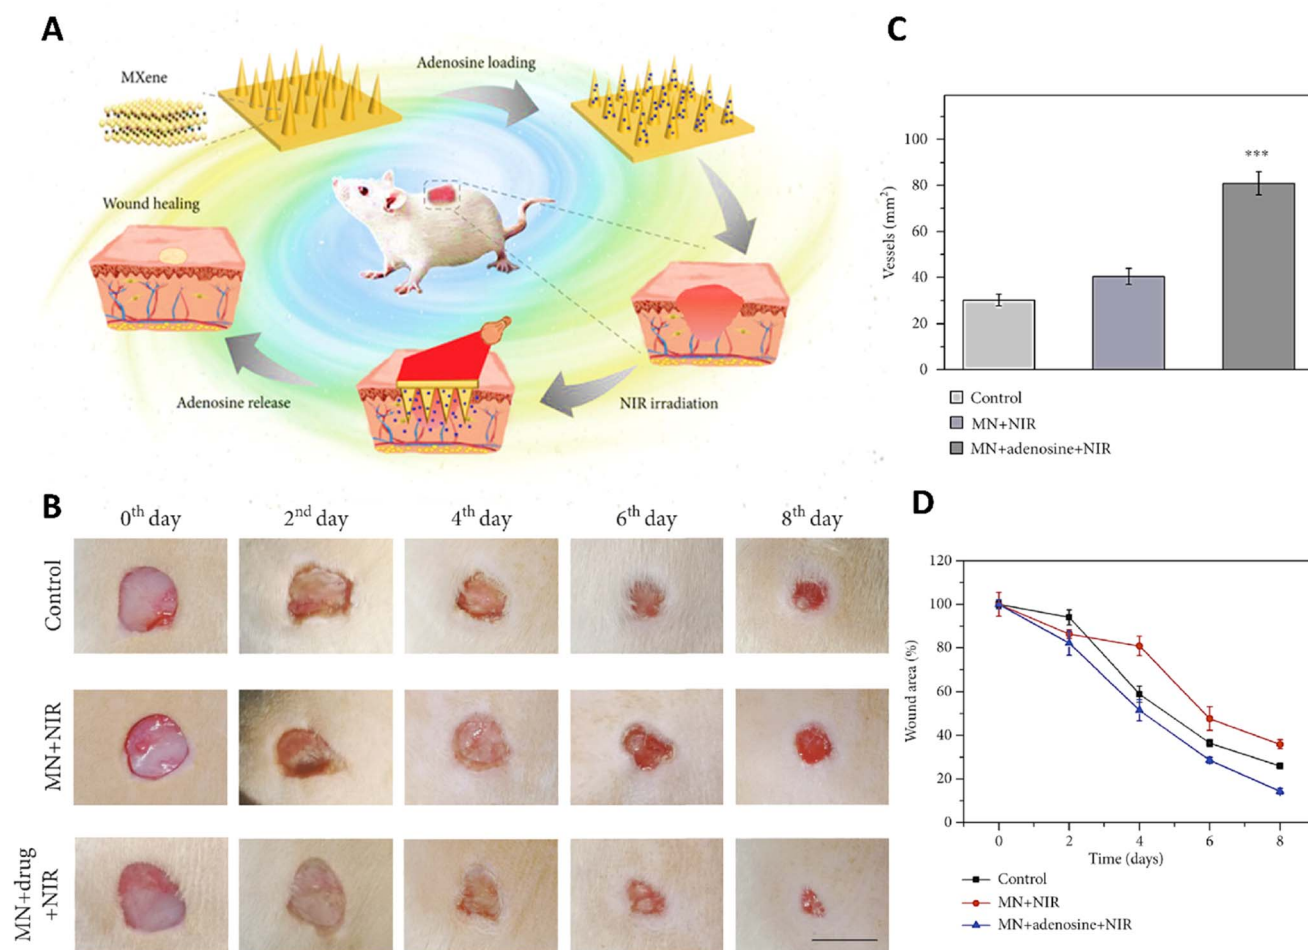 A
MXene
Adenosine loading
Wound healing
Adenosine release
NIR irradiation
B
0th day
2nd day
4th day
6th day
8th day
Control
MN+NIR
MN+drug
+NIR
C
Vessels (mm2)
100
80
60
40
20
0
***
Control
MN+NIR
MN+adenosine+NIR
D
Wound area (%)
120
100
80
60
40
20
0
0
2
4
6
8
Time (days)
Control
MN+NIR
MN+adenosine+NIR